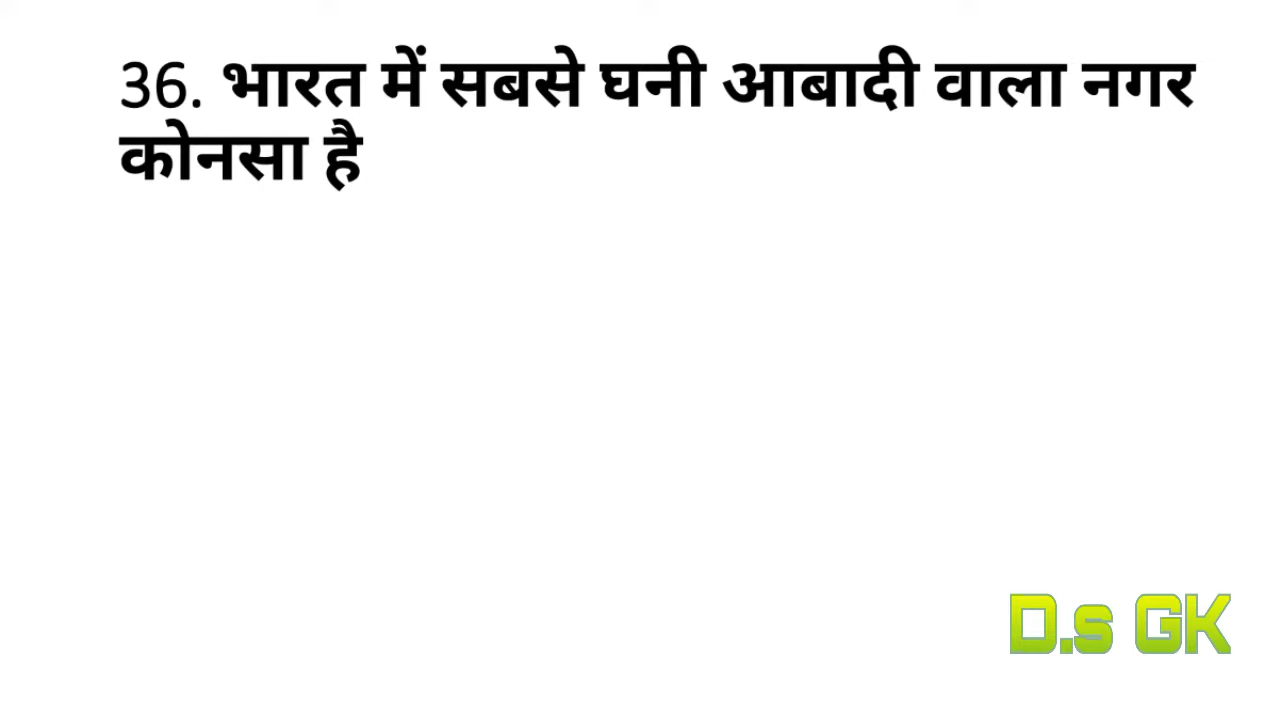 36. भारत में सबसे घनी आबादी वाला नगर
कोनसा है
D.s GK